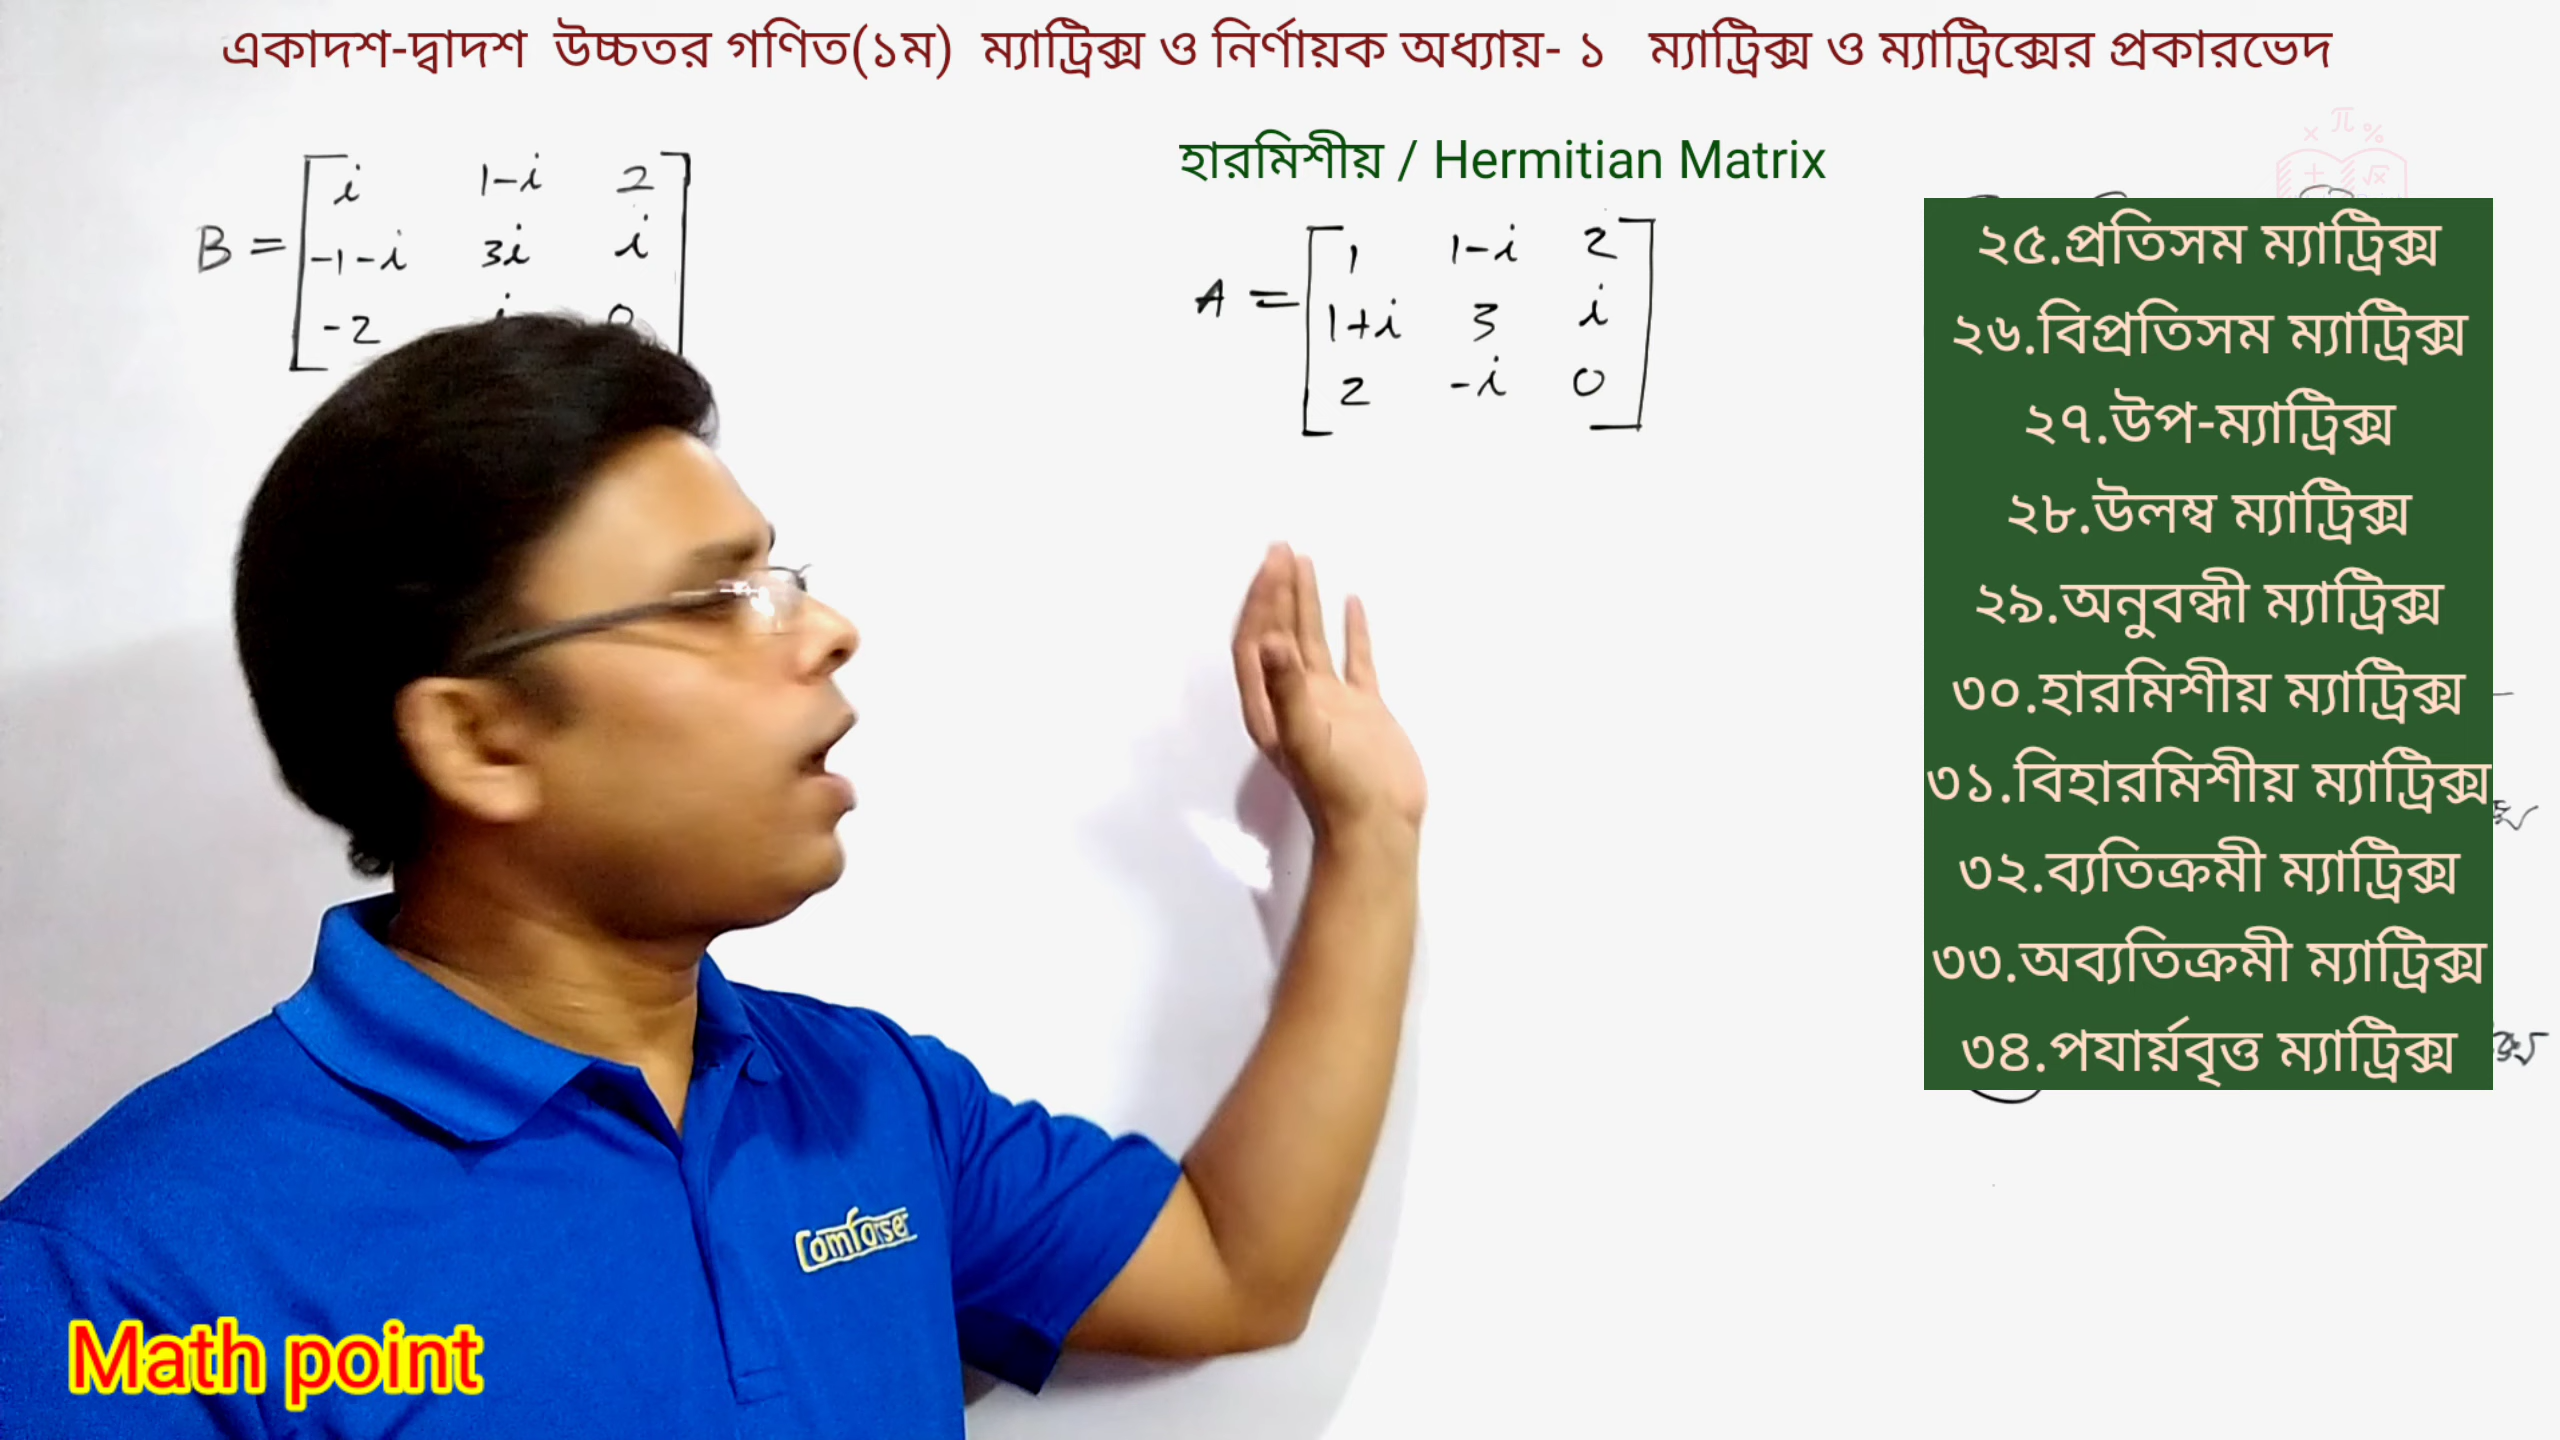 একাদশ-দ্বাদশ উচ্চতর গণিত(১ম) ম্যাট্রিক্স ও নির্ণায়ক অধ্যায়- ১ ম্যাট্রিক্স ও ম্যাট্রিক্সের প্রকারভেদ
হারমিশীয় / Hermitian Matrix
i 1-i 2
B = -1-i 3i i
-2
1 1-i 2
A = 1+i 3 i
2 -i 0
২৫.প্রতিসম ম্যাট্রিক্স
২৬.বিপ্রতিসম ম্যাট্রিক্স
২৭.উপ-ম্যাট্রিক্স
২৮.উলম্ব ম্যাট্রিক্স
২৯.অনুবন্ধী ম্যাট্রিক্স
৩০.হারমিশীয় ম্যাট্রিক্স
৩১.বিহারমিশীয় ম্যাট্রিক্স
৩২.ব্যতিক্রমী ম্যাট্রিক্স
৩৩.অব্যতিক্রমী ম্যাট্রিক্স
৩৪.পযার্য়বৃত্ত ম্যাট্রিক্স
Math point